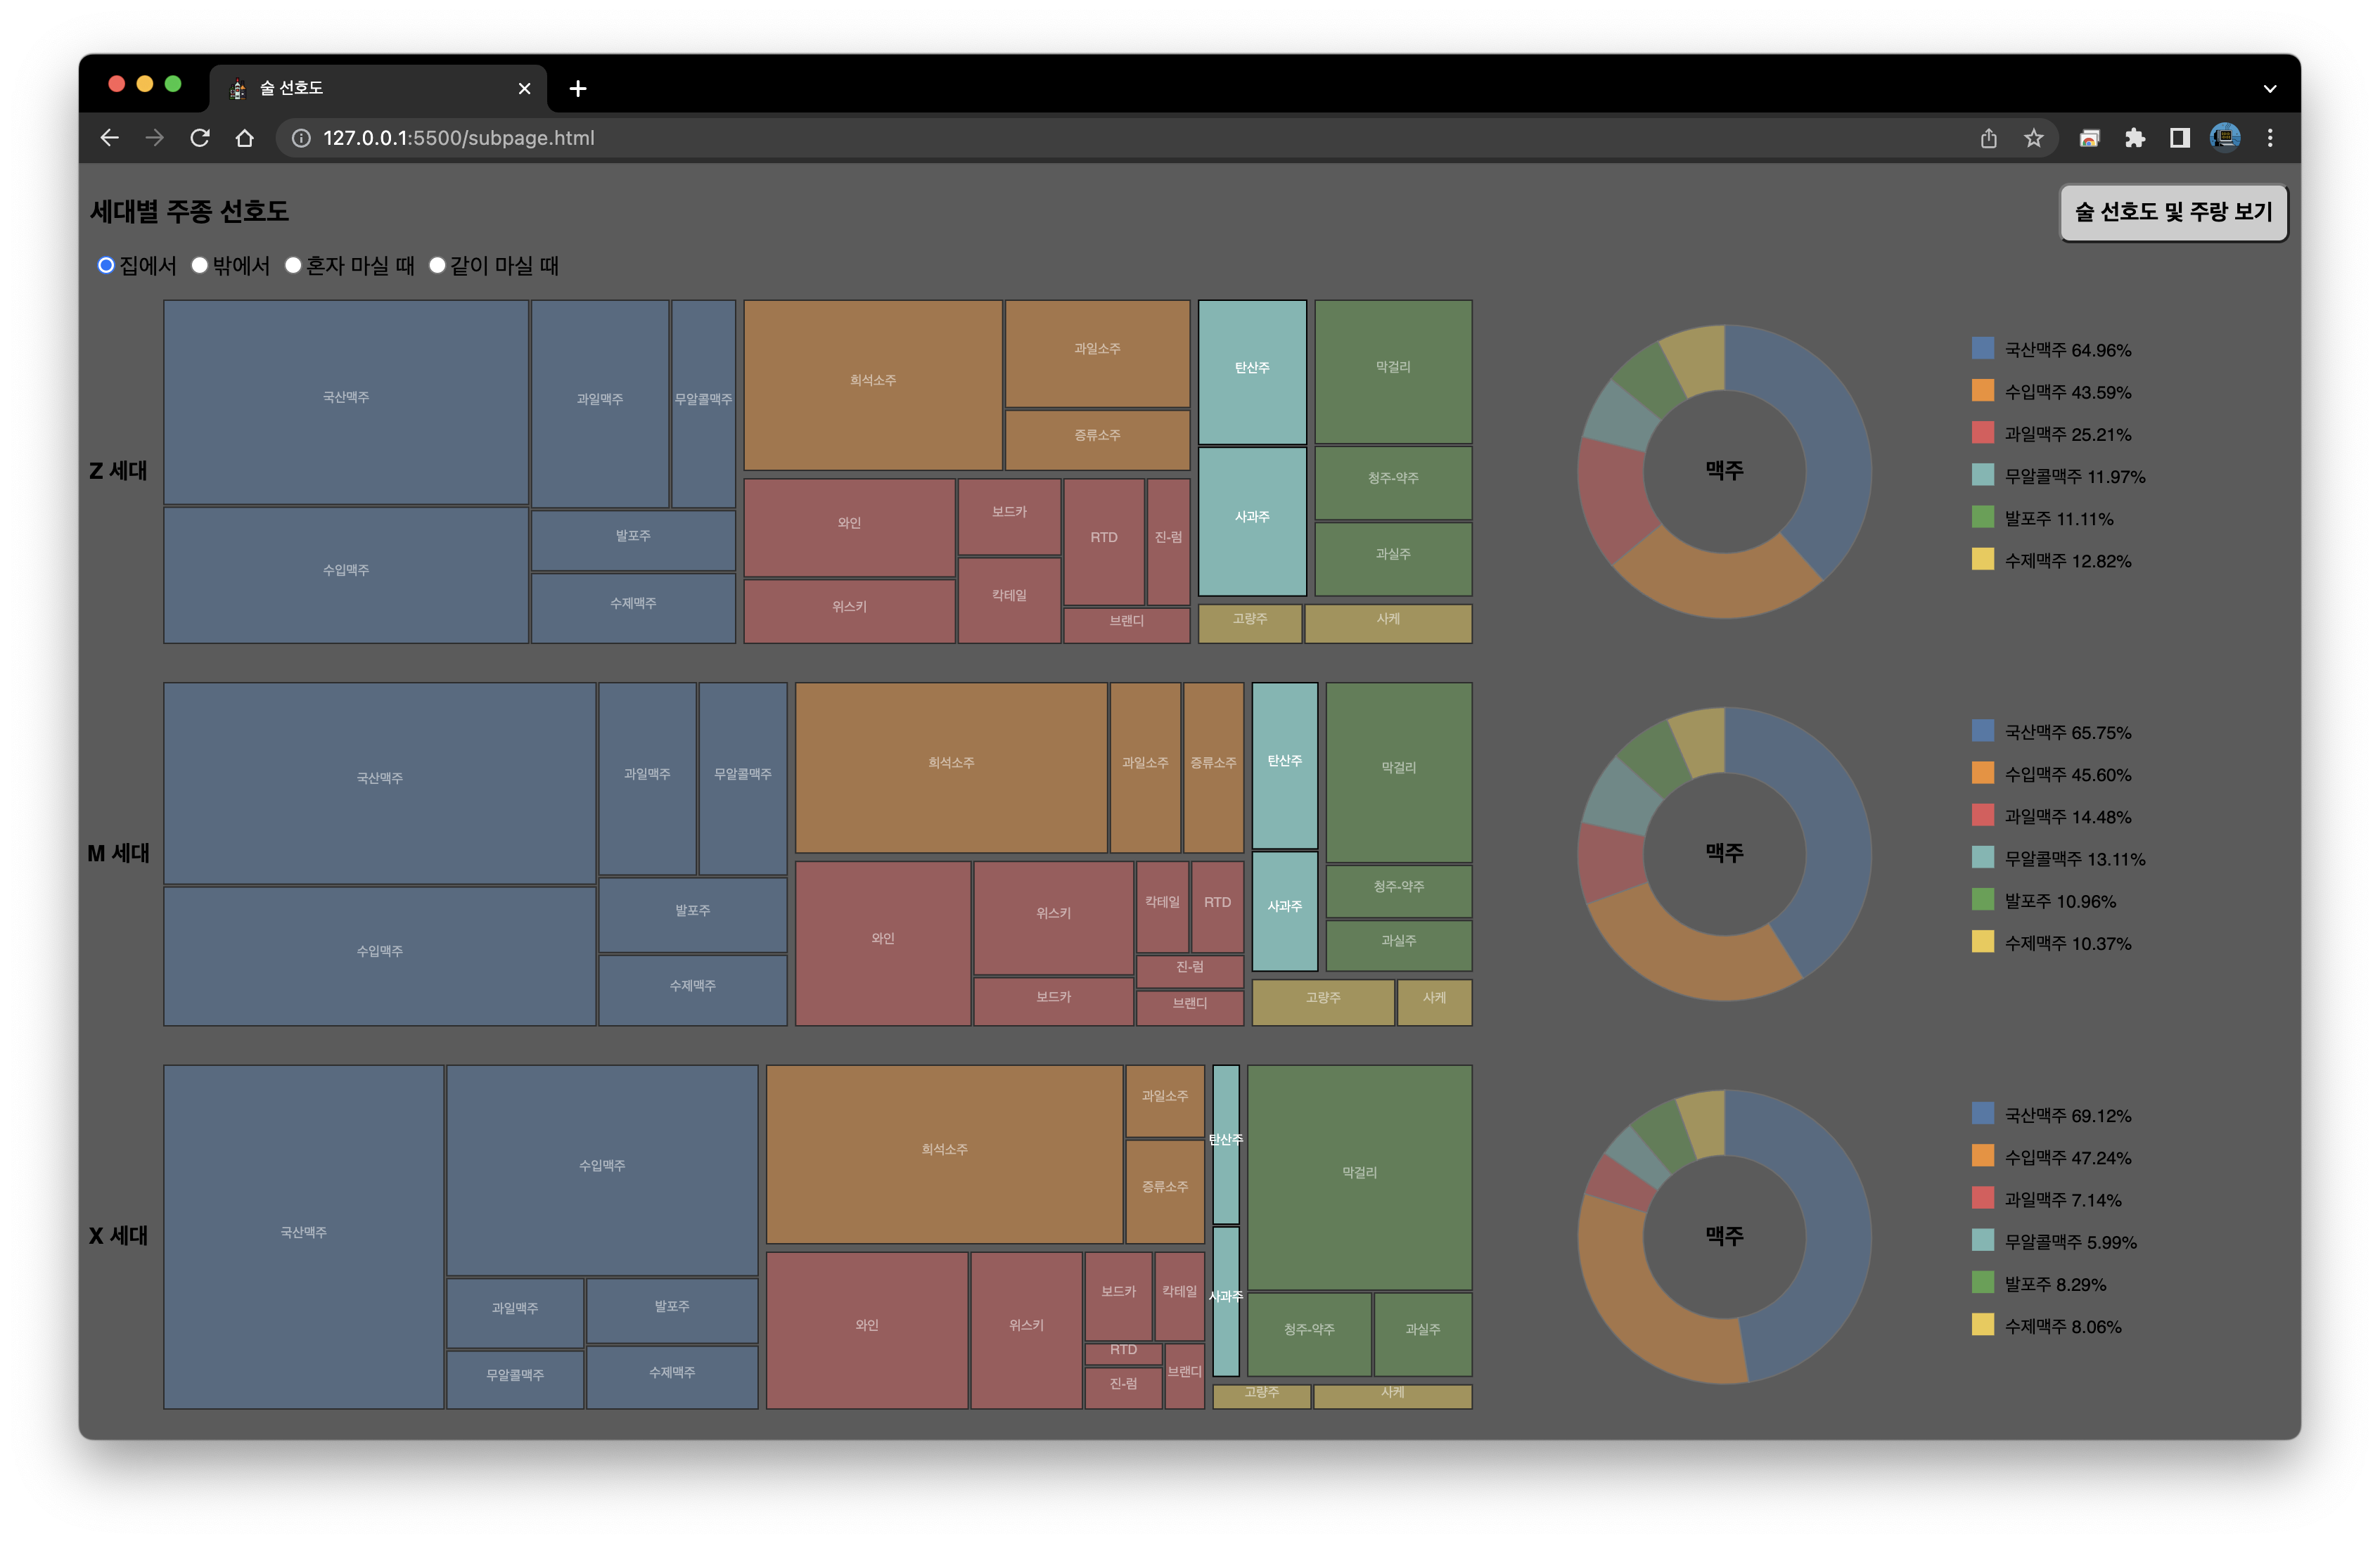 술 선호도
127.0.0.1:5500/subpage.html
세대별 주종 선호도
술 선호도 및 주량 보기
집에서 밖에서 혼자 마실 때 같이 마실 때
Z 세대
국산맥주
수입맥주
과일맥주
무알콜맥주
발포주
수제맥주
희석소주
과일소주
증류소주
와인
위스키
보드카
칵테일
RTD
진-럼
브랜디
탄산주
사과주
막걸리
청주-약주
과실주
고량주
사케
맥주
국산맥주 64.96%
수입맥주 43.59%
과일맥주 25.21%
무알콜맥주 11.97%
발포주 11.11%
수제맥주 12.82%
M 세대
국산맥주
수입맥주
과일맥주
무알콜맥주
발포주
수제맥주
희석소주
과일소주
증류소주
와인
위스키
보드카
칵테일
RTD
진-럼
브랜디
탄산주
사과주
막걸리
청주-약주
과실주
고량주
사케
맥주
국산맥주 65.75%
수입맥주 45.60%
과일맥주 14.48%
무알콜맥주 13.11%
발포주 10.96%
수제맥주 10.37%
X 세대
국산맥주
수입맥주
과일맥주
무알콜맥주
발포주
수제맥주
희석소주
과일소주
증류소주
와인
위스키
보드카
칵테일
RTD
진-럼
브랜디
탄산주
사과주
막걸리
청주-약주
과실주
고량주
사케
맥주
국산맥주 69.12%
수입맥주 47.24%
과일맥주 7.14%
무알콜맥주 5.99%
발포주 8.29%
수제맥주 8.06%